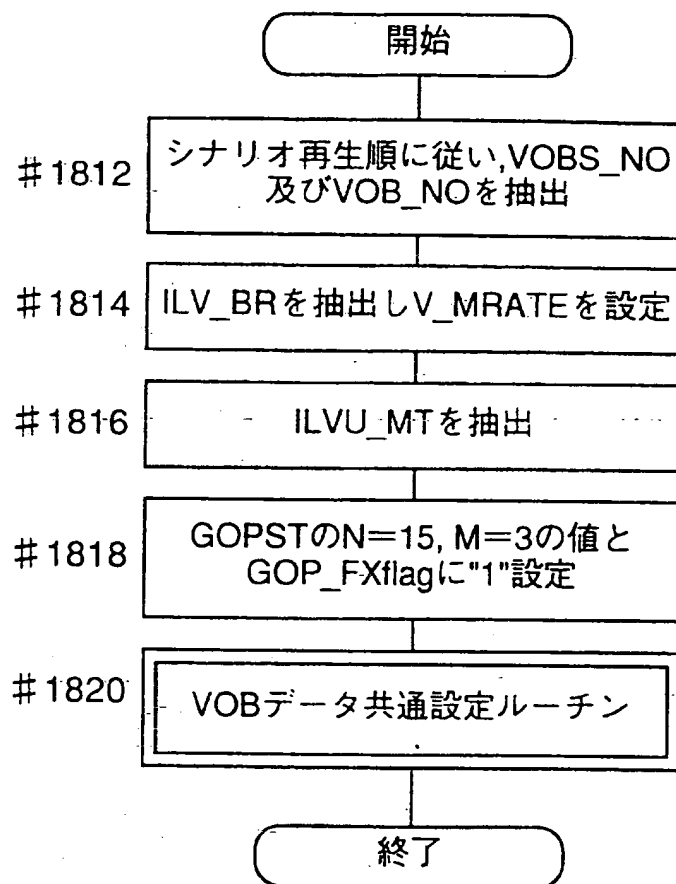 開始
#1812
シナリオ再生順に従い,VOBS_NO
及びVOB_NOを抽出
#1814
ILV_BRを抽出しV_MRATEを設定
#1816
ILVU_MTを抽出
#1818
GOPSTのN=15, M=3の値と
GOP_FXflagに"1"設定
#1820
VOBデータ共通設定ルーチン
終了